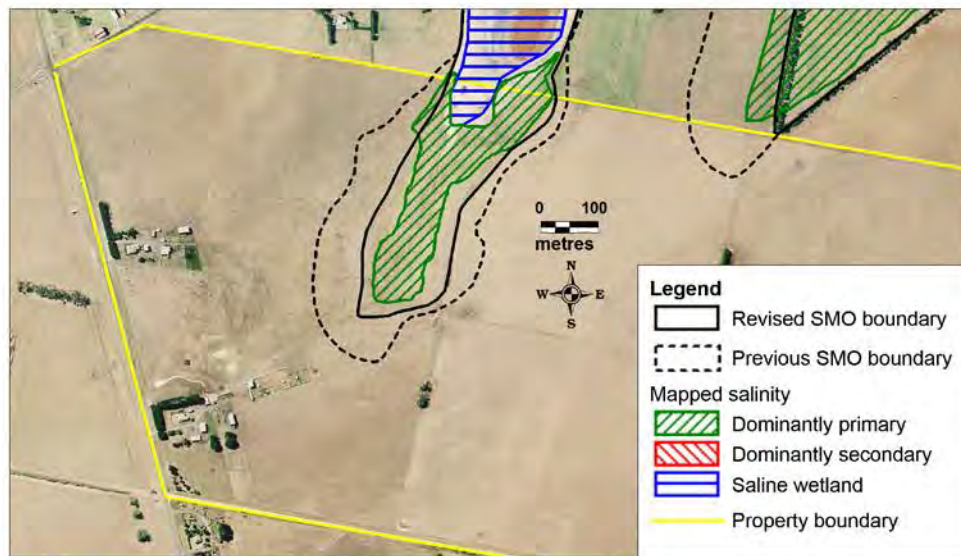 0 100
metres
N
W E
S
Legend
Revised SMO boundary
Previous SMO boundary
Mapped salinity
Dominantly primary
Dominantly secondary
Saline wetland
Property boundary